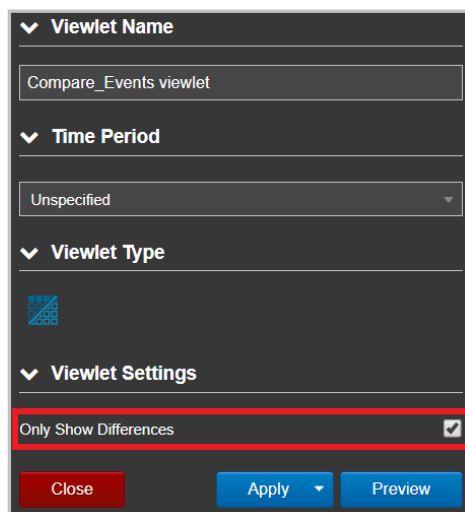 Viewlet Name
Compare_Events viewlet
Time Period
Unspecified
Viewlet Type
Viewlet Settings
Only Show Differences
Close Apply Preview